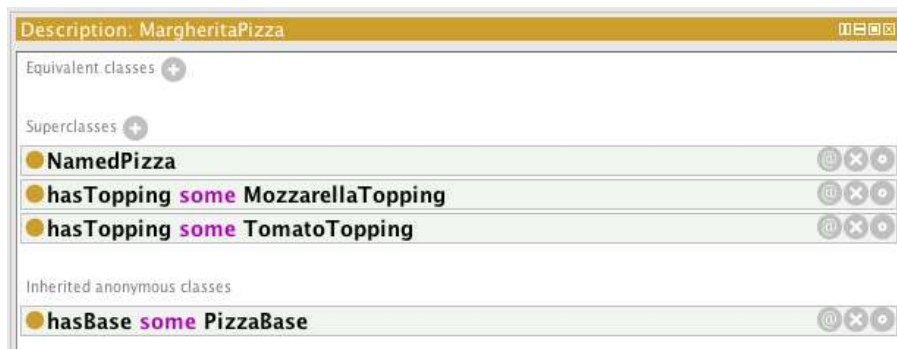 Description: MargheritaPizza
Equivalent classes
Superclasses
NamedPizza
hasTopping some MozzarellaTopping
hasTopping some TomatoTopping
Inherited anonymous classes
hasBase some PizzaBase